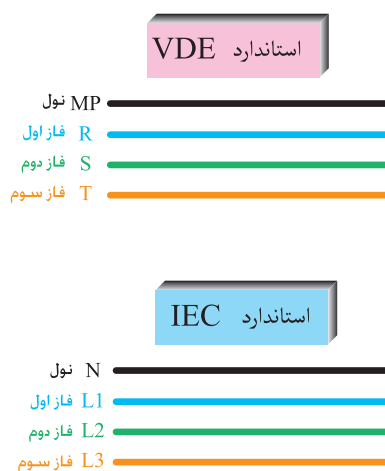 استاندارد VDE
نول MP
فاز اول R
فاز دوم S
فاز سوم T
استاندارد IEC
نول N
فاز اول L1
فاز دوم L2
فاز سوم L3